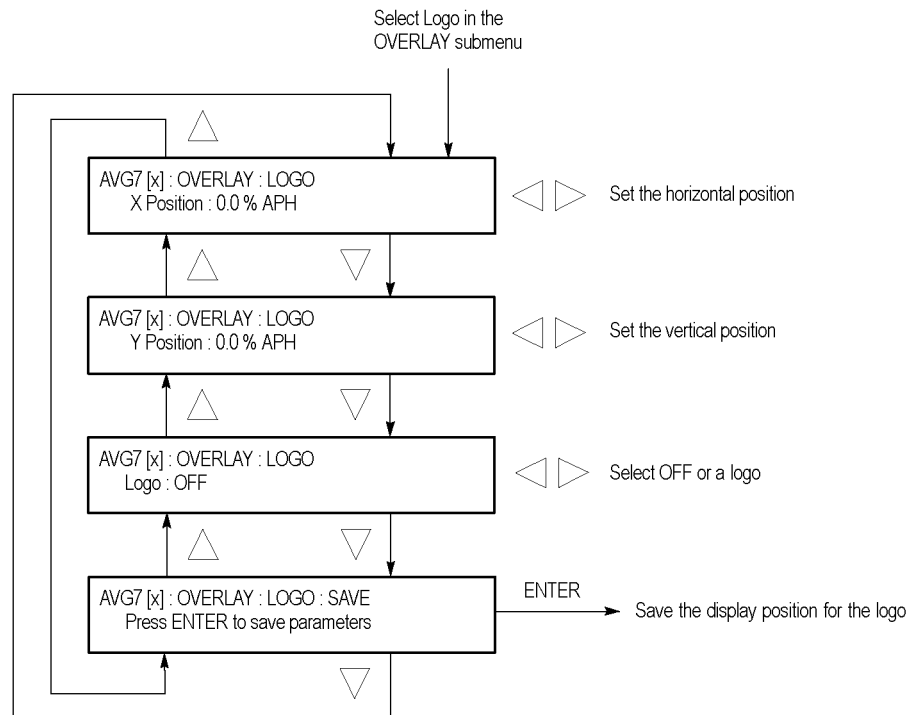 Select Logo in the
OVERLAY submenu
AVG7 [x] : OVERLAY : LOGO
X Position : 0.0 % APH
Set the horizontal position
AVG7 [x] : OVERLAY : LOGO
Y Position : 0.0 % APH
Set the vertical position
AVG7 [x] : OVERLAY : LOGO
Logo : OFF
Select OFF or a logo
AVG7 [x] : OVERLAY : LOGO : SAVE
Press ENTER to save parameters
ENTER
Save the display position for the logo